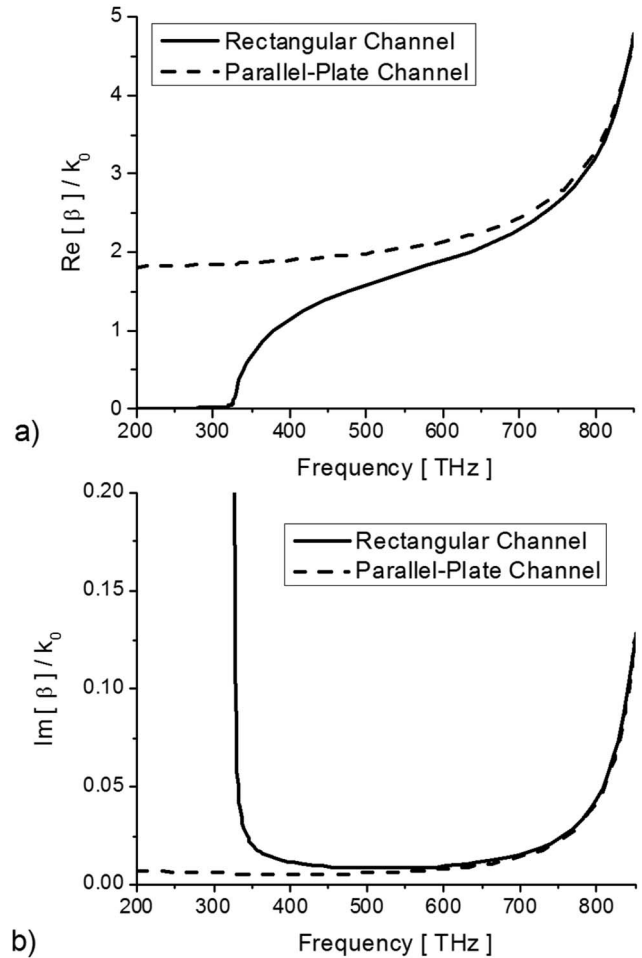 5
4
3
2
1
0
Re [ β ] / k₀
Rectangular Channel
Parallel-Plate Channel
200 300 400 500 600 700 800
Frequency [ THz ]
a)
0.20
0.15
0.10
0.05
0.00
Im [ β ] / k₀
Rectangular Channel
Parallel-Plate Channel
200 300 400 500 600 700 800
Frequency [ THz ]
b)